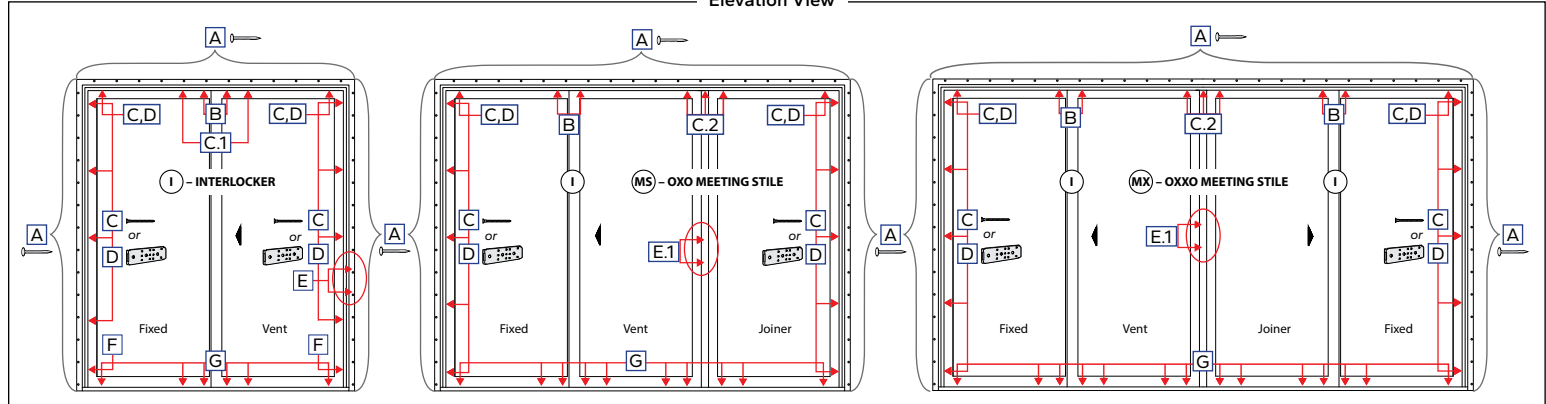 Elevation View
A
A
A
C,D
B
C,D
C.1
I – INTERLOCKER
A
C
or
D
C
or
D
E
A
Fixed
Vent
F
G
F
C,D
B
C.2
C,D
I
MS – OXO MEETING STILE
C
or
D
E.1
C
or
D
A
Fixed
Vent
Joiner
G
C,D
B
C.2
B
C,D
I
MX – OXXO MEETING STILE
I
C
or
D
E.1
C
or
D
A
Fixed
Vent
Joiner
Fixed
G